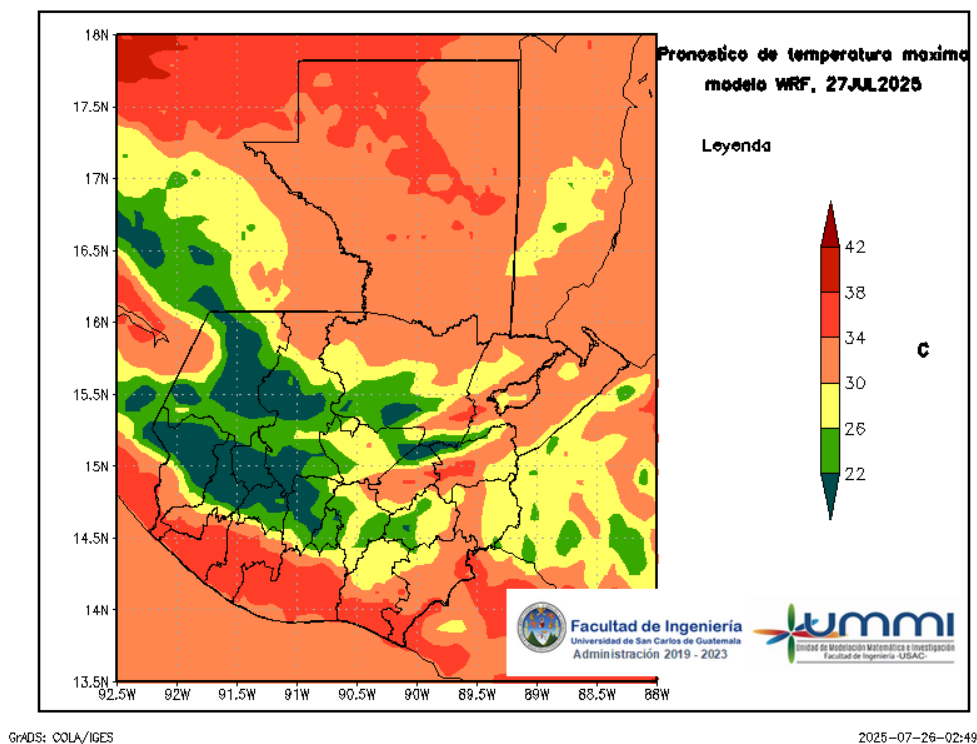 Pronostico de temperatura maxima
modelo WRF, 27JUL2025
Leyenda
42
38
34
30
26
22
C
18N
17.5N
17N
16.5N
16N
15.5N
15N
14.5N
14N
13.5N
92.5W 92W 91.5W 91W 90.5W 90W 89.5W 89W 88.5W 88W
Facultad de Ingeniería
Universidad de San Carlos de Guatemala
Administración 2019 - 2023
UMMI
Unidad de Modelación Matemática e Investigación
Facultad de Ingeniería -USAC-
GrADS: COLA/IGES
2025-07-26-02:49